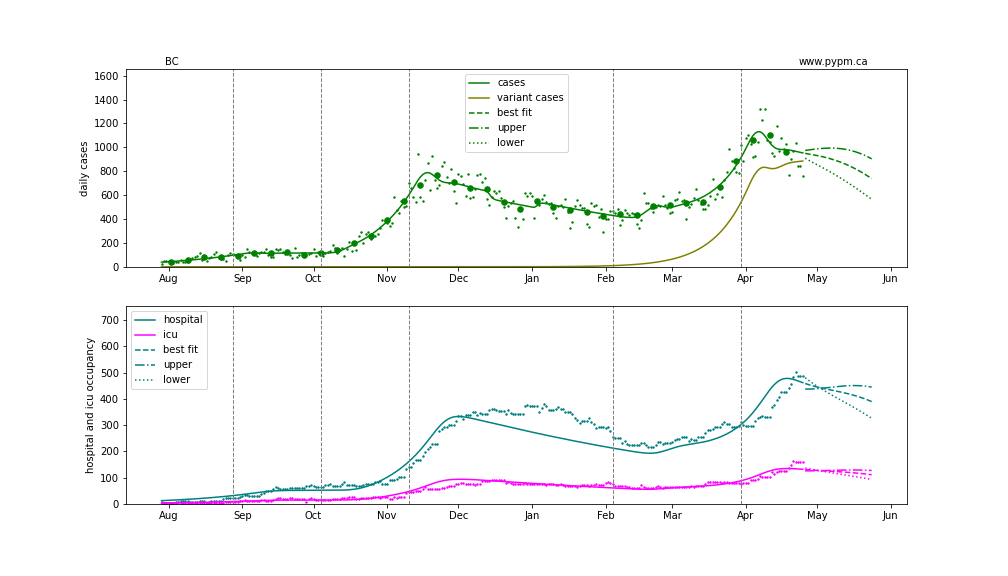 BC
www.pypm.ca
1600
1400
1200
1000
800
600
400
200
0
daily cases
cases
variant cases
best fit
upper
lower
Aug Sep Oct Nov Dec Jan Feb Mar Apr May Jun
700
600
500
400
300
200
100
0
hospital and icu occupancy
hospital
icu
best fit
upper
lower
Aug Sep Oct Nov Dec Jan Feb Mar Apr May Jun